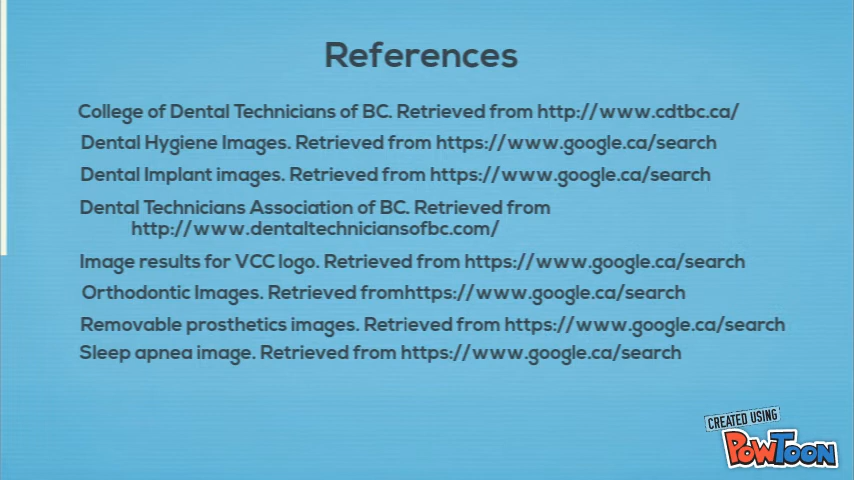 References
College of Dental Technicians of BC. Retrieved from http://www.cdtbc.ca/
Dental Hygiene Images. Retrieved from https://www.google.ca/search
Dental Implant images. Retrieved from https://www.google.ca/search
Dental Technicians Association of BC. Retrieved from
http://www.dentaltechniciansofbc.com/
Image results for VCC logo. Retrieved from https://www.google.ca/search
Orthodontic Images. Retrieved fromhttps://www.google.ca/search
Removable prosthetics images. Retrieved from https://www.google.ca/search
Sleep apnea image. Retrieved from https://www.google.ca/search
CREATED USING
POWTOON